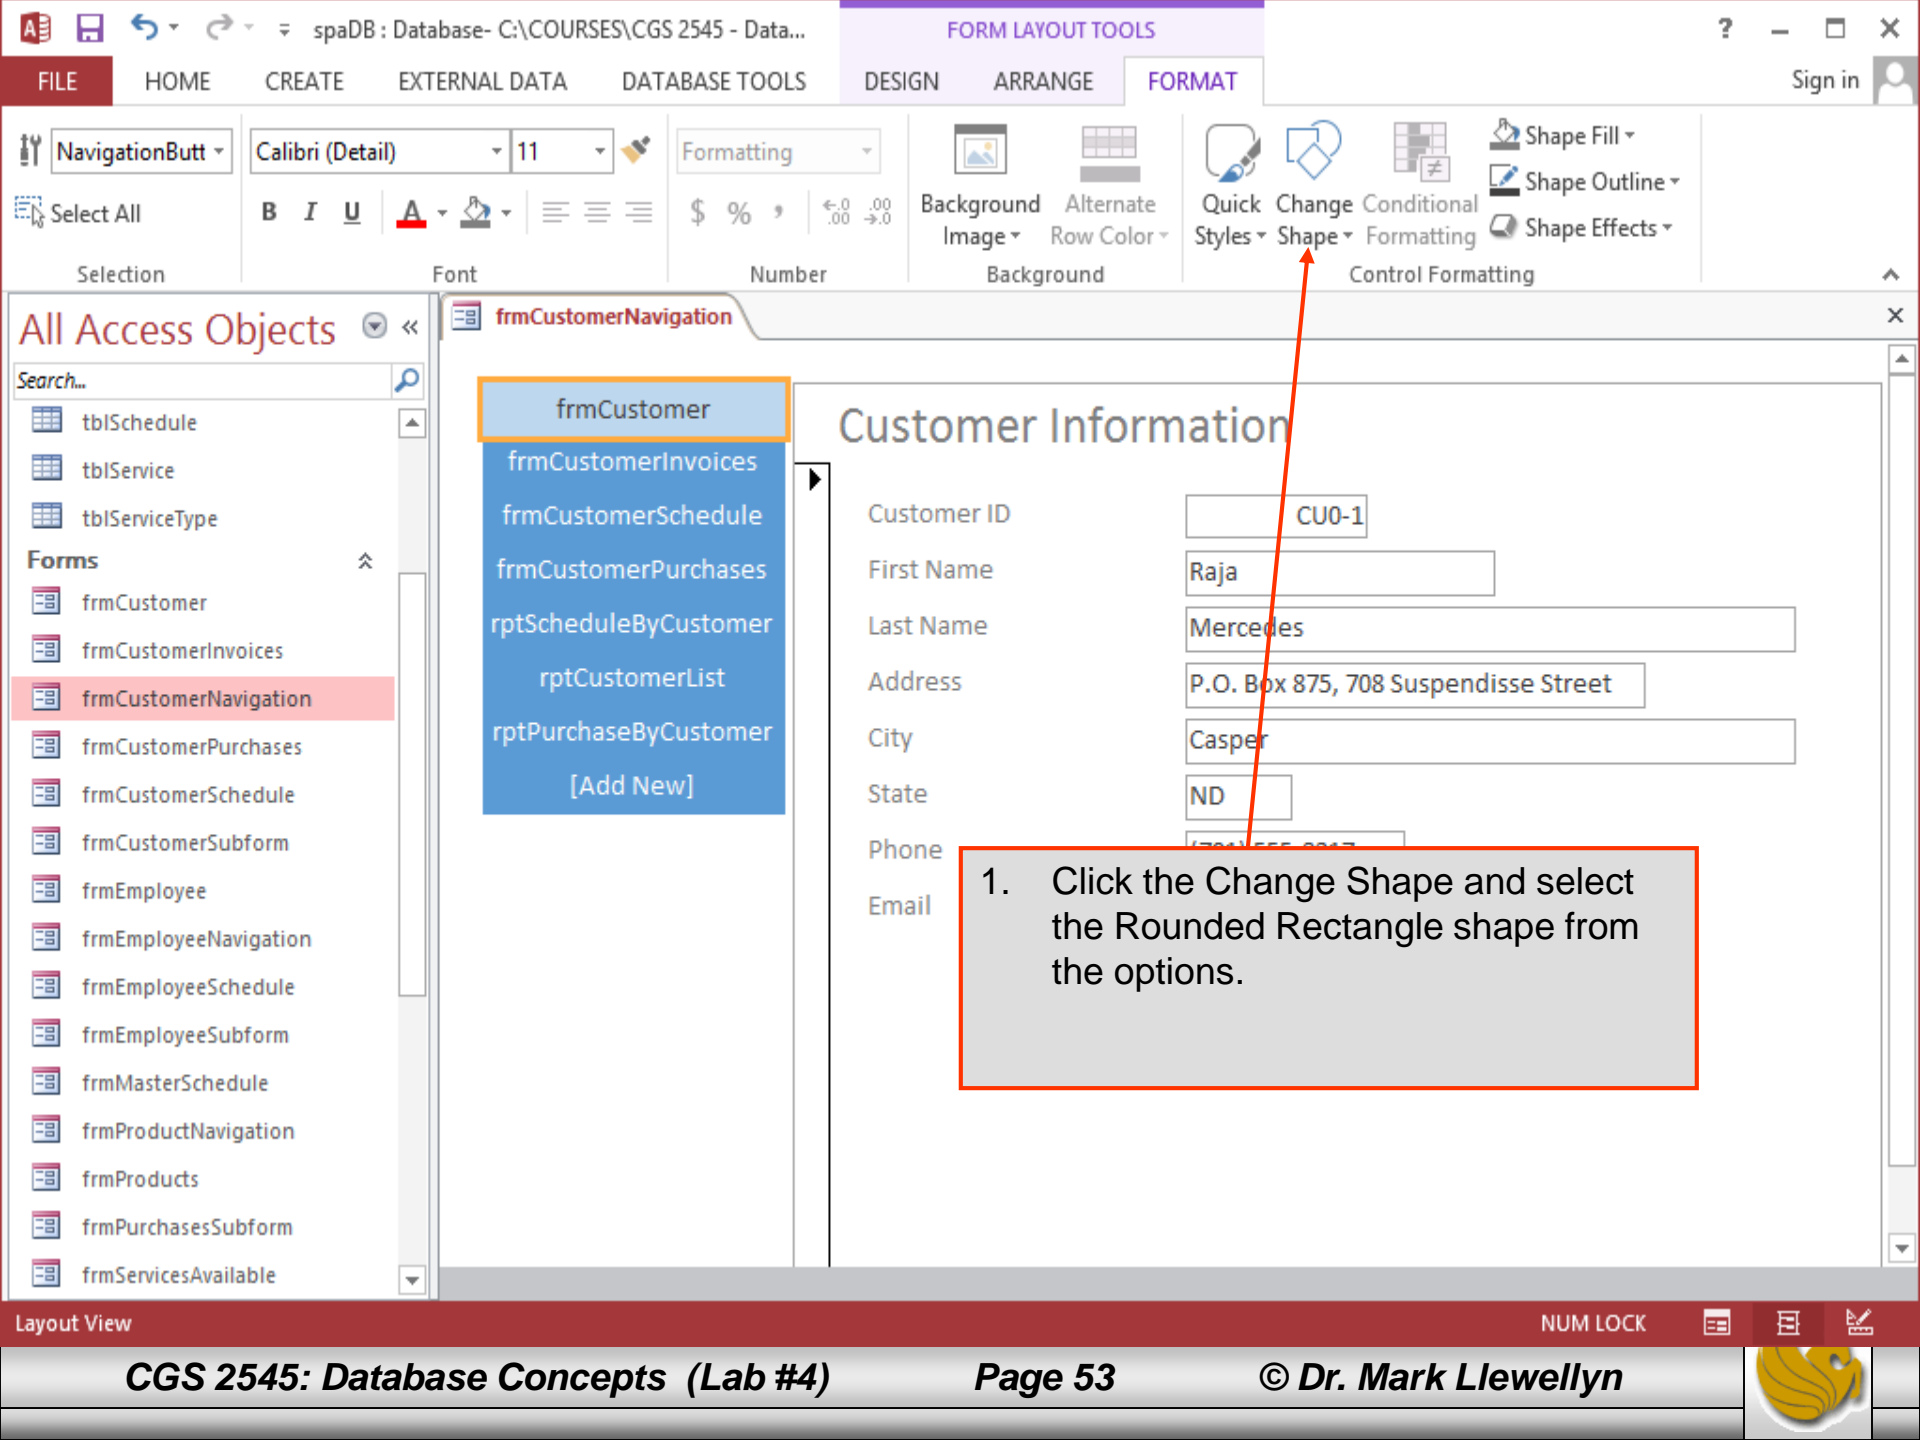 spaDB : Database- C:\COURSES\CGS 2545 - Data...
FORM LAYOUT TOOLS
?
FILE HOME CREATE EXTERNAL DATA DATABASE TOOLS DESIGN ARRANGE FORMAT Sign in
NavigationButt Calibri (Detail) 11 Formatting
Select All B I U A $ % , ←.0 .00 .00 →.0
Background Image
Alternate Row Color
Quick Styles
Change Shape
Conditional Formatting
Shape Fill
Shape Outline
Shape Effects
Selection Font Number Background Control Formatting
All Access Objects «
Search...
tblSchedule
tblService
tblServiceType
Forms
frmCustomer
frmCustomerInvoices
frmCustomerNavigation
frmCustomerPurchases
frmCustomerSchedule
frmCustomerSubform
frmEmployee
frmEmployeeNavigation
frmEmployeeSchedule
frmEmployeeSubform
frmMasterSchedule
frmProductNavigation
frmProducts
frmPurchasesSubform
frmServicesAvailable
frmCustomerNavigation
frmCustomer
frmCustomerInvoices
frmCustomerSchedule
frmCustomerPurchases
rptScheduleByCustomer
rptCustomerList
rptPurchaseByCustomer
[Add New]
Customer Information
Customer ID CU0-1
First Name Raja
Last Name Mercedes
Address P.O. Box 875, 708 Suspendisse Street
City Casper
State ND
Phone
Email
1. Click the Change Shape and select
the Rounded Rectangle shape from
the options.
Layout View NUM LOCK
CGS 2545: Database Concepts (Lab #4) Page 53 © Dr. Mark Llewellyn